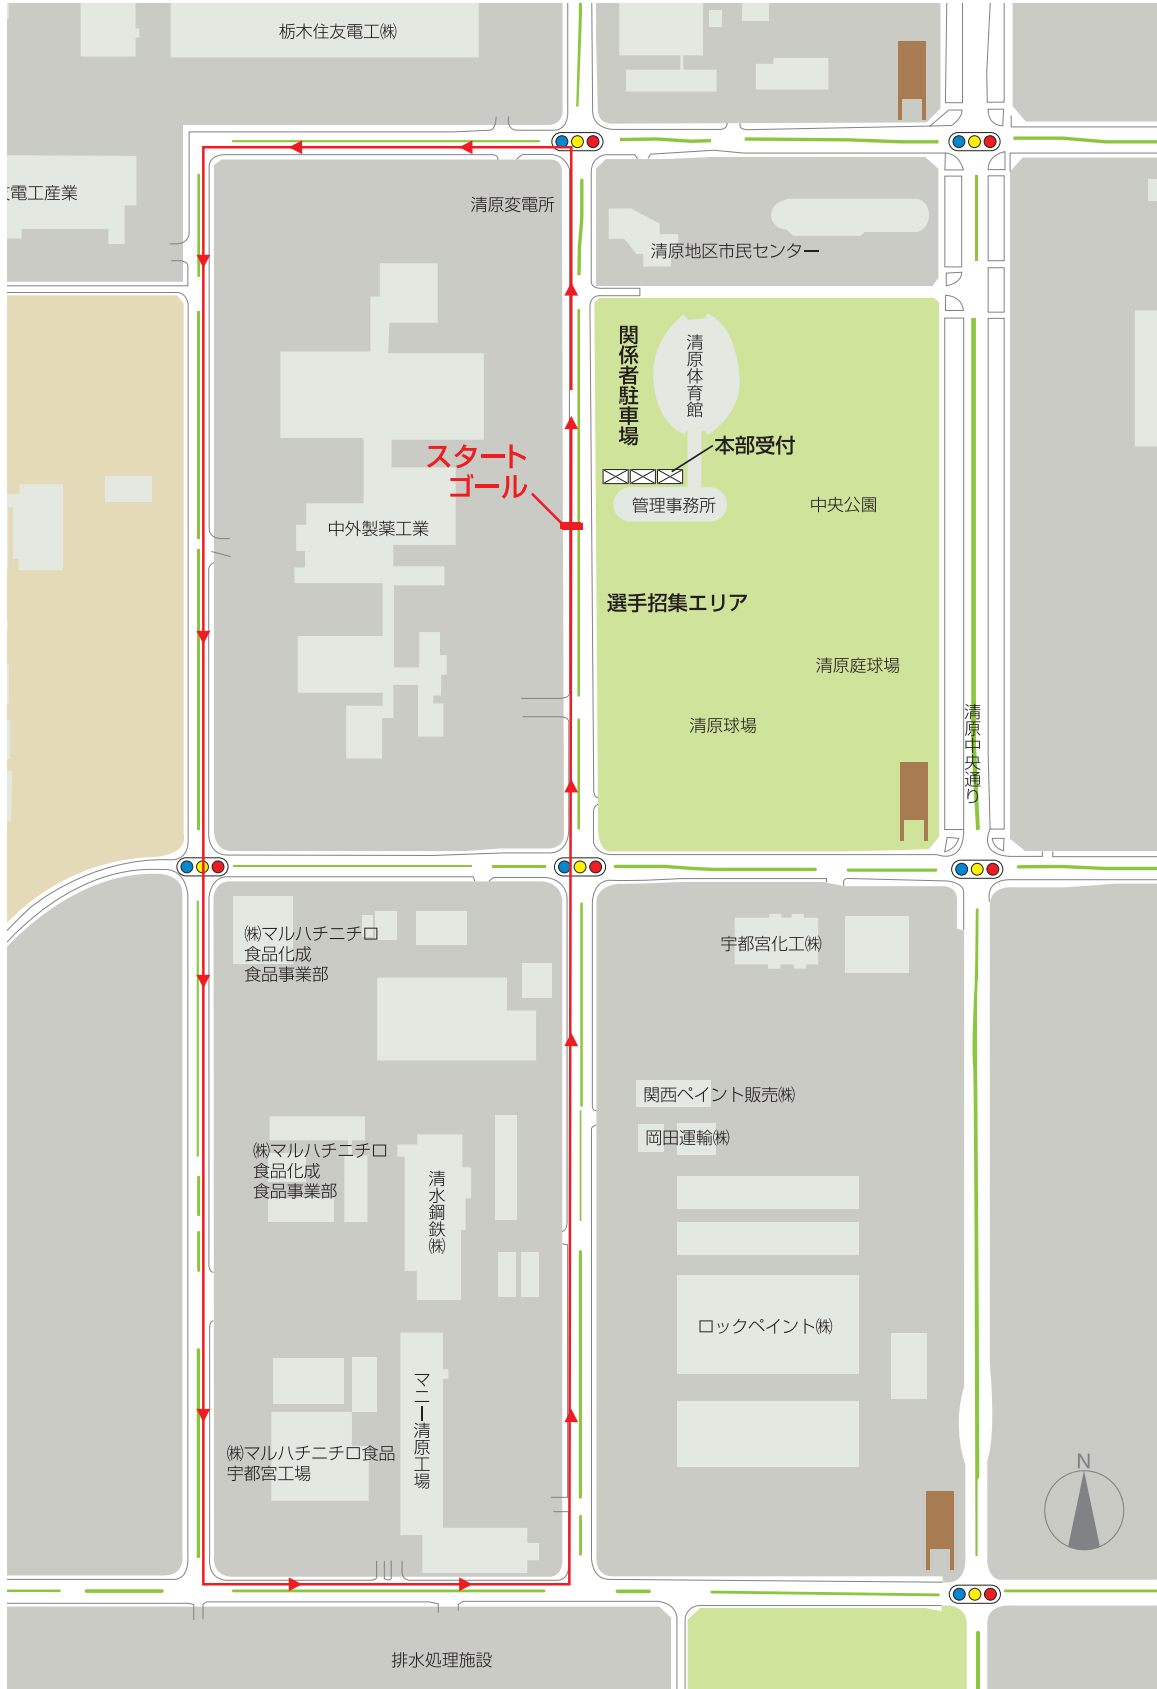 栃木住友電工㈱
電工産業
清原変電所
清原地区市民センター
関係者駐車場
清原体育館
本部受付
スタート
ゴール
管理事務所
中央公園
中外製薬工業
選手招集エリア
清原庭球場
清原球場
清原中央通り
㈱マルハチニチロ
食品化成
食品事業部
宇都宮化工㈱
関西ペイント販売㈱
岡田運輸㈱
㈱マルハチニチロ
食品化成
食品事業部
清水鋼鉄㈱
ロックペイント㈱
マニー清原工場
㈱マルハチニチロ食品
宇都宮工場
N
排水処理施設